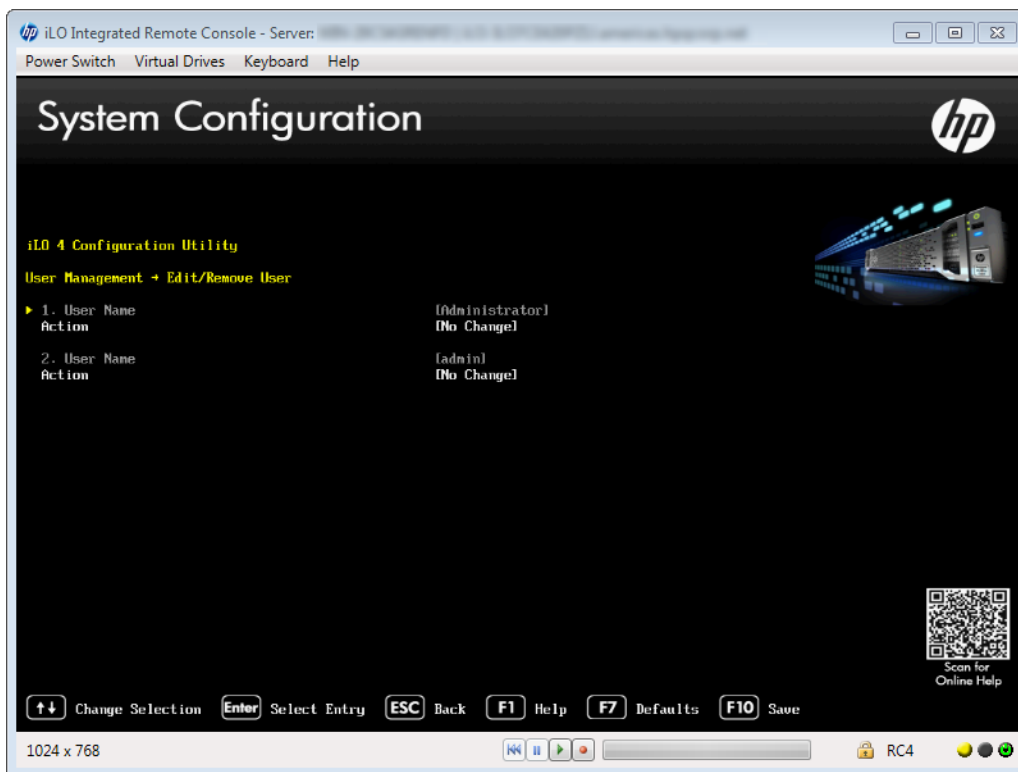 iLO Integrated Remote Console - Server:
Power Switch Virtual Drives Keyboard Help
System Configuration
hp
iLO 4 Configuration Utility
User Management → Edit/Remove User
1. User Name [Administrator]
Action [No Change]
2. User Name [admin]
Action [No Change]
Scan for
Online Help
↑↓ Change Selection Enter Select Entry ESC Back F1 Help F7 Defaults F10 Save
1024 x 768 RC4